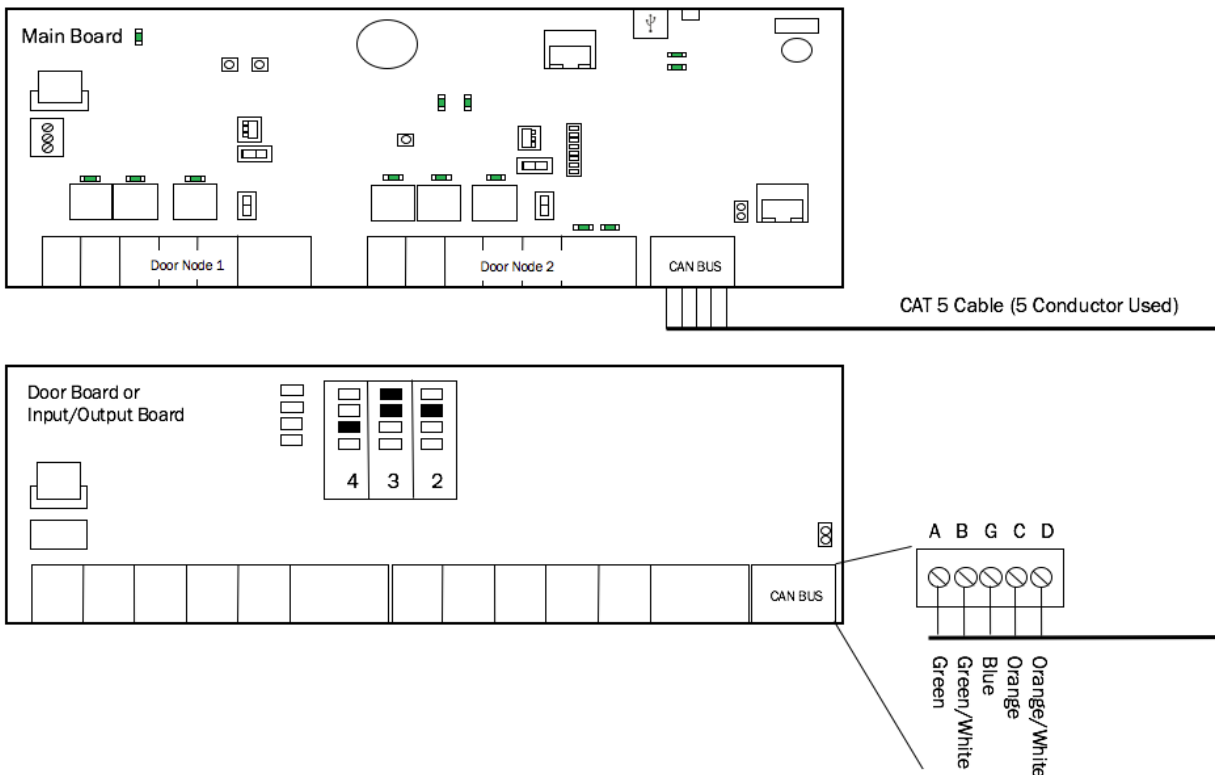 Main Board
Door Node 1
Door Node 2
CAN BUS
CAT 5 Cable (5 Conductor Used)
Door Board or
Input/Output Board
4 3 2
CAN BUS
A B G C D
Green
Green/White
Blue
Orange
Orange/White